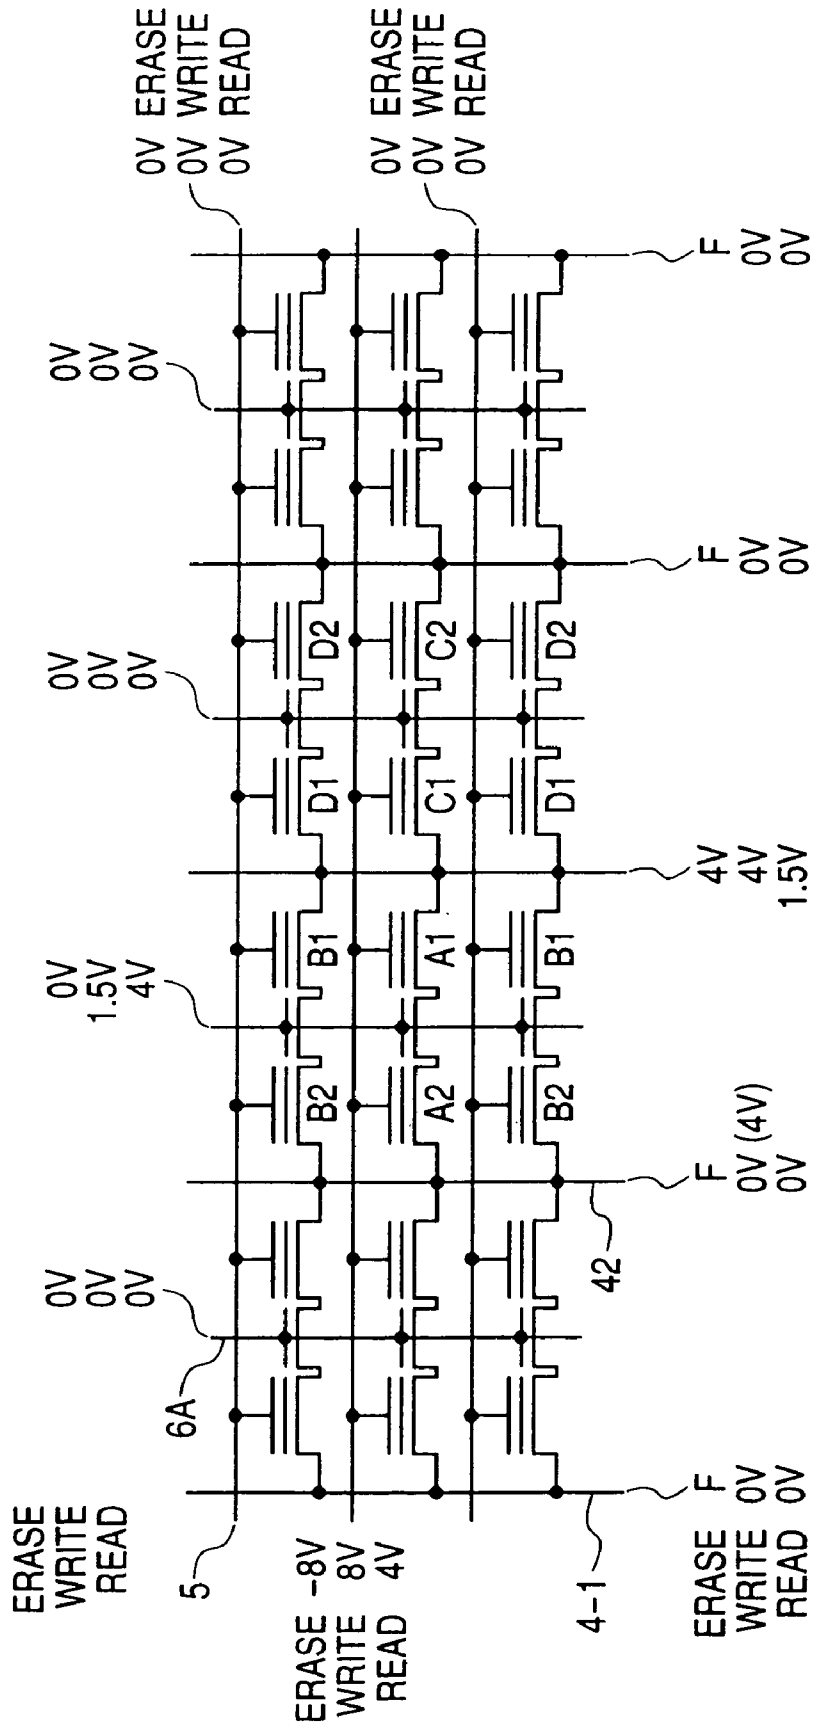 ERASE
WRITE
READ
0V
0V
0V
0V
1.5V
4V
0V
0V
0V
0V
0V
0V
6A
5
0V ERASE
0V WRITE
0V READ
B2
B1
D1
D2
ERASE -8V
WRITE 8V
READ 4V
A2
A1
C1
C2
0V ERASE
0V WRITE
0V READ
B2
B1
D1
D2
4-1
42
ERASE F
WRITE 0V
READ 0V
F
0V (4V)
0V
4V
4V
1.5V
F
0V
0V
F
0V
0V